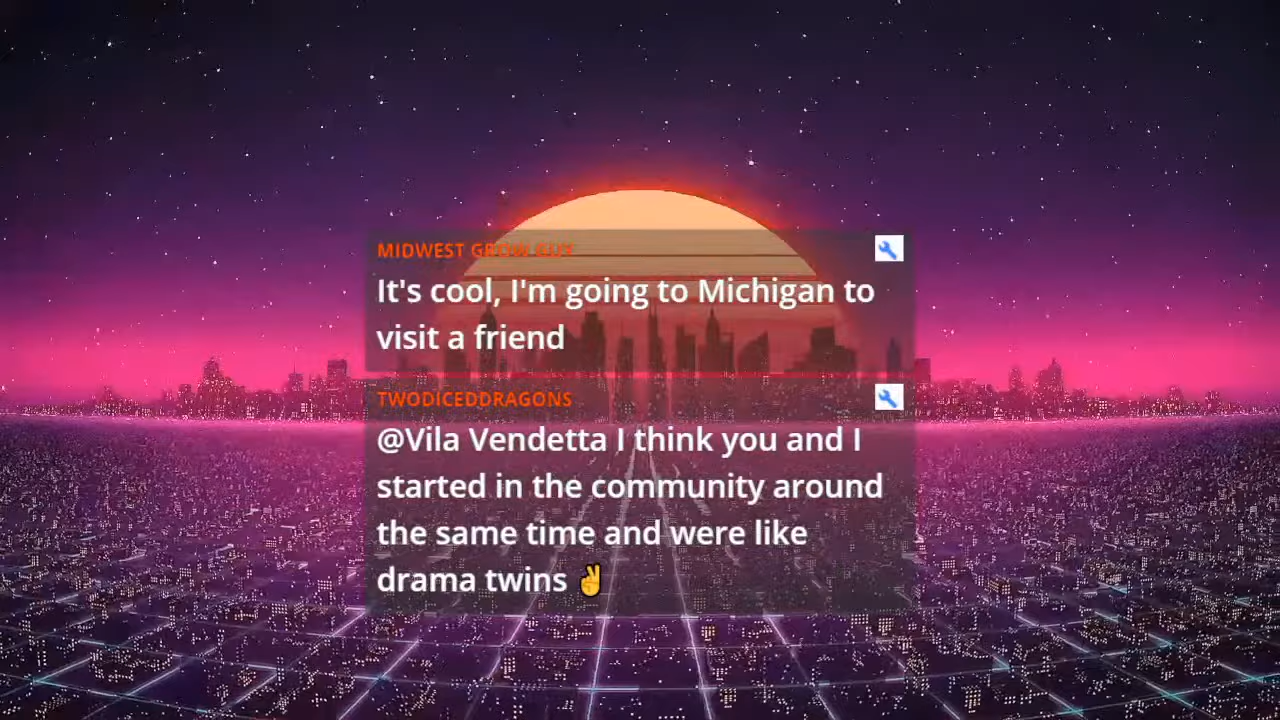 MIDWEST GROW GUY
It's cool, I'm going to Michigan to
visit a friend
TWODICEDDRAGONS
@Vila Vendetta I think you and I
started in the community around
the same time and were like
drama twins ✌